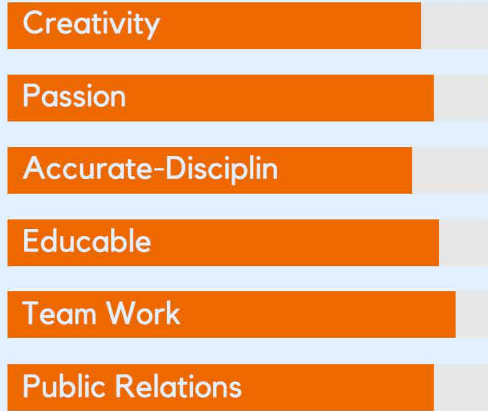 Creativity
Passion
Accurate-Disciplin
Educable
Team Work
Public Relations